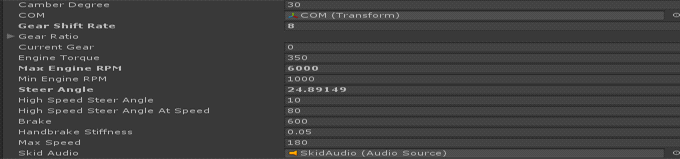 Camber Degree 30
COM COM (Transform)
Gear Shift Rate 8
Gear Ratio
Current Gear 0
Engine Torque 350
Max Engine RPM 6000
Min Engine RPM 1000
Steer Angle 24.89149
High Speed Steer Angle 10
High Speed Steer Angle At Speed 80
Brake 600
Handbrake Stiffness 0.05
Max Speed 180
Skid Audio SkidAudio (Audio Source)